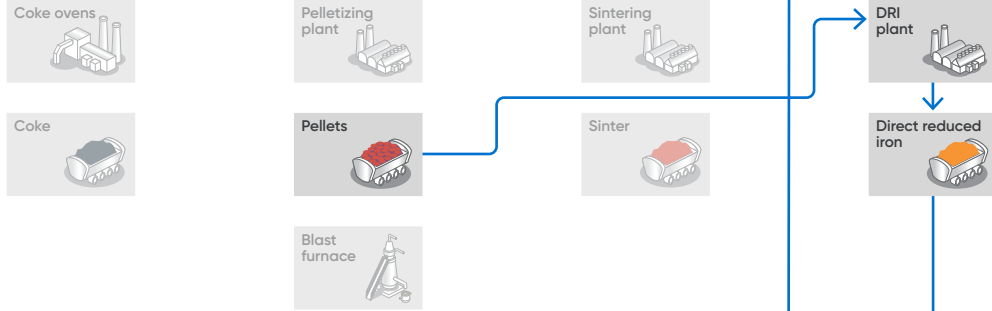 Coke ovens
Pelletizing
plant
Sintering
plant
DRI
plant
Coke
Pellets
Sinter
Direct reduced
iron
Blast
furnace